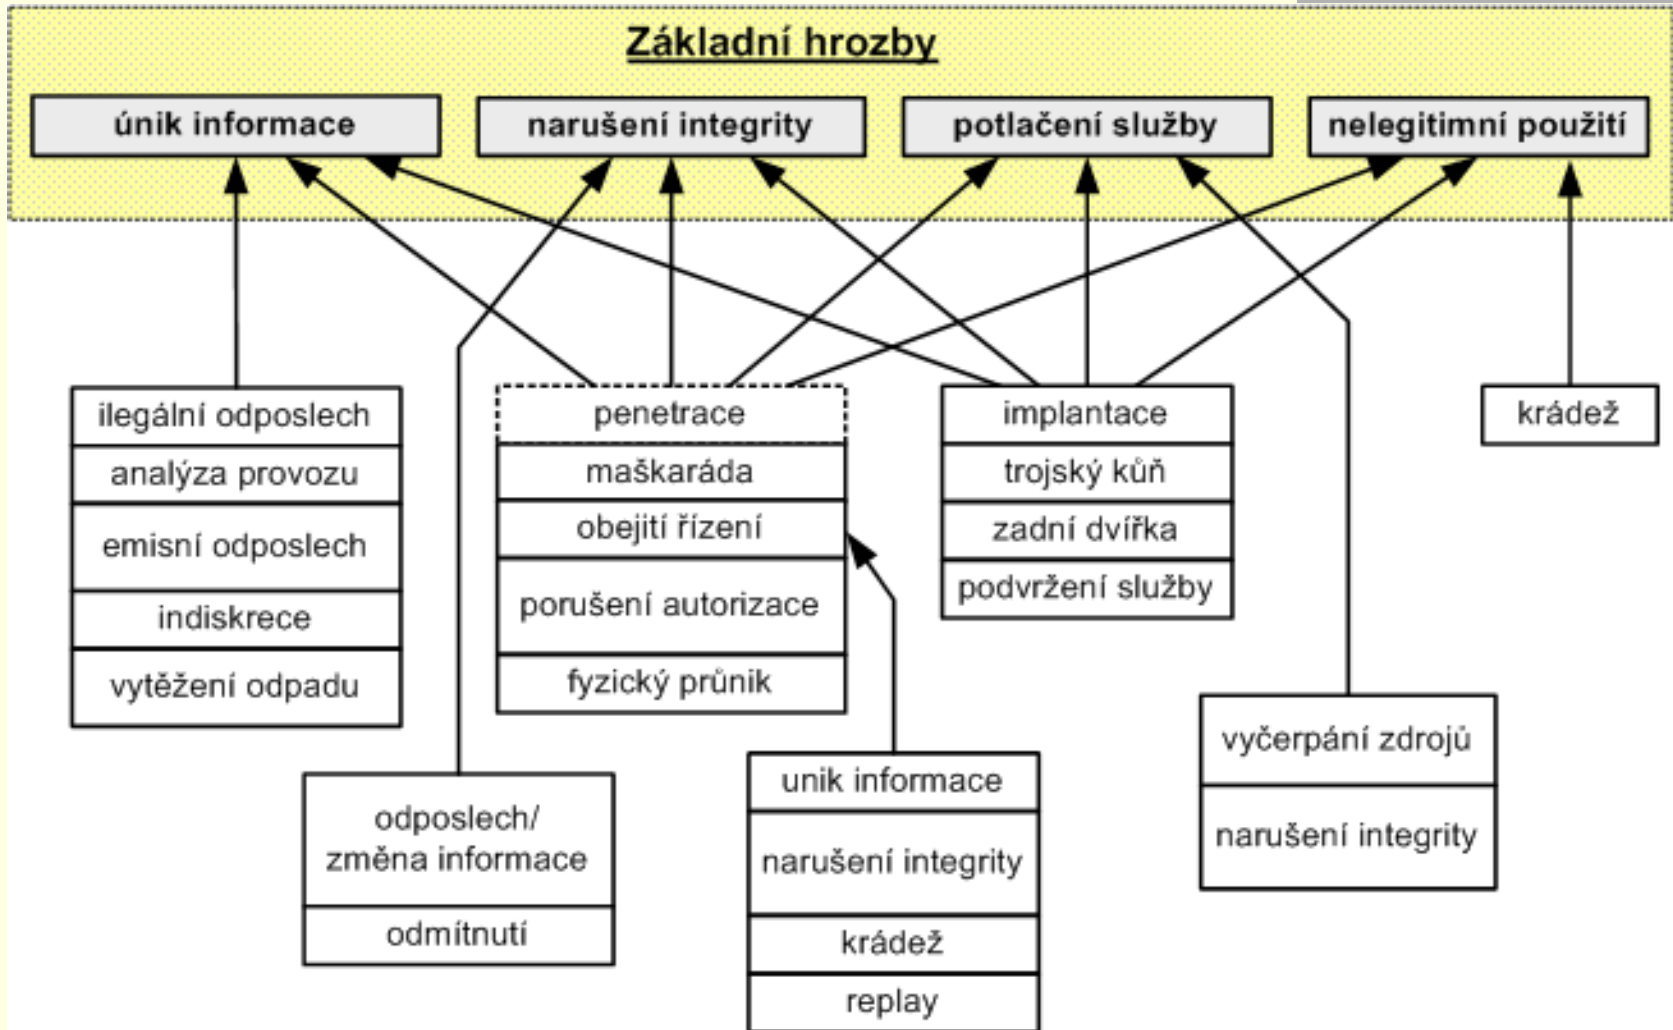 Základní hrozby
únik informace
narušení integrity
potlačení služby
nelegitimní použití
ilegální odposlech
analýza provozu
emisní odposlech
indiskrece
vytěžení odpadu
penetrace
maškaráda
obejití řízení
porušení autorizace
fyzický průnik
implantace
trojský kůň
zadní dvířka
podvržení služby
krádež
odposlech/
změna informace
odmítnutí
unik informace
narušení integrity
krádež
replay
vyčerpání zdrojů
narušení integrity